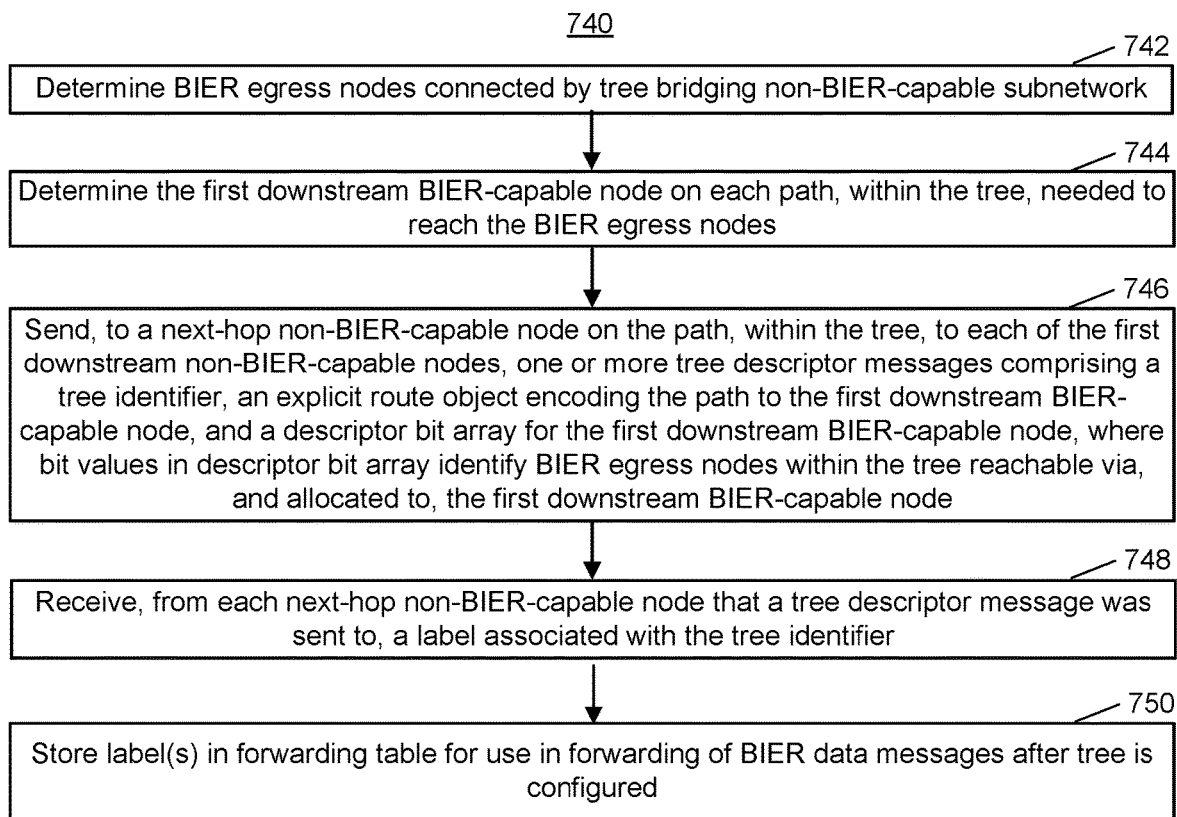 740
742
Determine BIER egress nodes connected by tree bridging non-BIER-capable subnetwork
744
Determine the first downstream BIER-capable node on each path, within the tree, needed to
reach the BIER egress nodes
746
Send, to a next-hop non-BIER-capable node on the path, within the tree, to each of the first
downstream non-BIER-capable nodes, one or more tree descriptor messages comprising a
tree identifier, an explicit route object encoding the path to the first downstream BIER-
capable node, and a descriptor bit array for the first downstream BIER-capable node, where
bit values in descriptor bit array identify BIER egress nodes within the tree reachable via,
and allocated to, the first downstream BIER-capable node
748
Receive, from each next-hop non-BIER-capable node that a tree descriptor message was
sent to, a label associated with the tree identifier
750
Store label(s) in forwarding table for use in forwarding of BIER data messages after tree is
configured